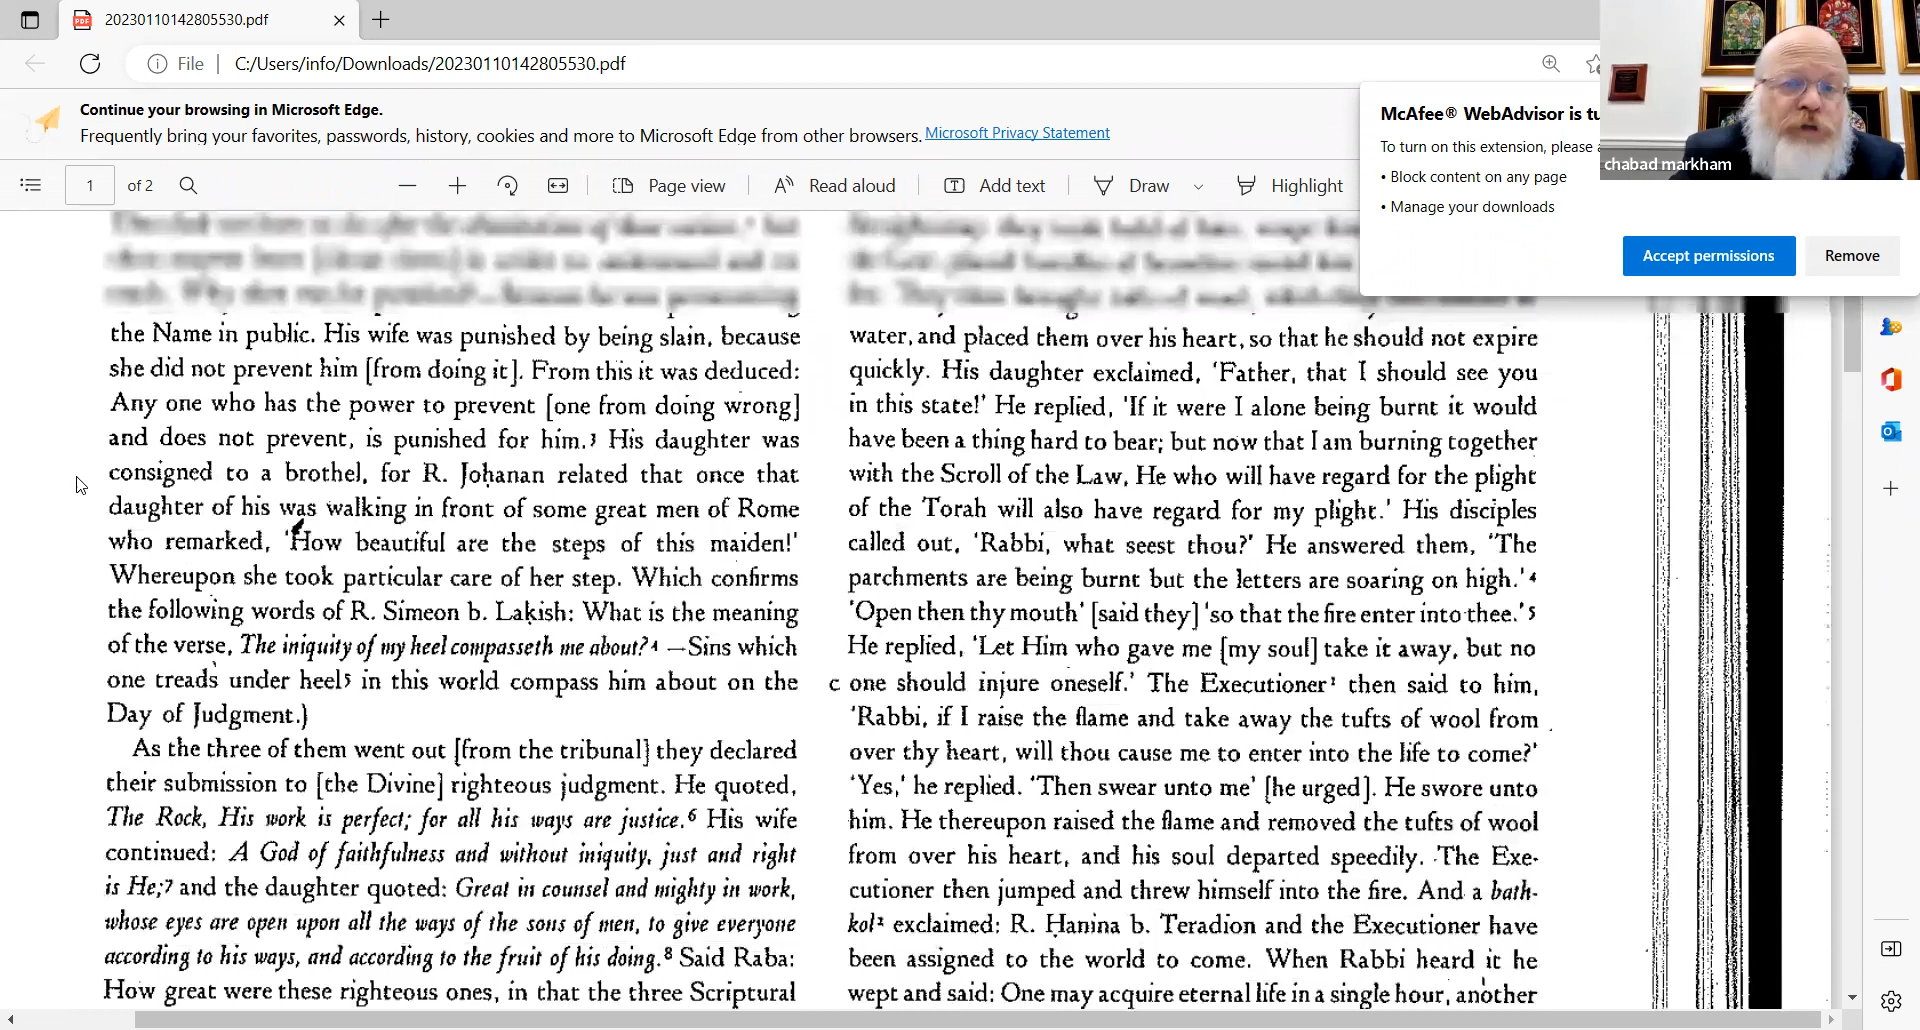 20230110142805530.pdf
File
C:/Users/info/Downloads/20230110142805530.pdf
Continue your browsing in Microsoft Edge.
Frequently bring your favorites, passwords, history, cookies and more to Microsoft Edge from other browsers. Microsoft Privacy Statement
McAfee® WebAdvisor is tu
To turn on this extension, please a
• Block content on any page
• Manage your downloads
Accept permissions
Remove
chabad markham
1 of 2
Page view
Read aloud
Add text
Draw
Highlight
the Name in public. His wife was punished by being slain, because
she did not prevent him [from doing it]. From this it was deduced:
Any one who has the power to prevent [one from doing wrong]
and does not prevent, is punished for him.³ His daughter was
consigned to a brothel, for R. Joḥanan related that once that
daughter of his was walking in front of some great men of Rome
who remarked, 'How beautiful are the steps of this maiden!'
Whereupon she took particular care of her step. Which confirms
the following words of R. Simeon b. Laḳish: What is the meaning
of the verse, The iniquity of my heel compasseth me about?⁴ —Sins which
one treads under heel⁵ in this world compass him about on the
Day of Judgment.)
As the three of them went out [from the tribunal] they declared
their submission to [the Divine] righteous judgment. He quoted,
The Rock, His work is perfect; for all his ways are justice.⁶ His wife
continued: A God of faithfulness and without iniquity, just and right
is He;⁷ and the daughter quoted: Great in counsel and mighty in work,
whose eyes are open upon all the ways of the sons of men, to give everyone
according to his ways, and according to the fruit of his doing.⁸ Said Raba:
How great were these righteous ones, in that the three Scriptural
water, and placed them over his heart, so that he should not expire
quickly. His daughter exclaimed, 'Father, that I should see you
in this state!' He replied, 'If it were I alone being burnt it would
have been a thing hard to bear; but now that I am burning together
with the Scroll of the Law, He who will have regard for the plight
of the Torah will also have regard for my plight.' His disciples
called out, 'Rabbi, what seest thou?' He answered them, 'The
parchments are being burnt but the letters are soaring on high.'⁴
'Open then thy mouth' [said they] 'so that the fire enter into thee.'⁵
He replied, 'Let Him who gave me [my soul] take it away, but no
c one should injure oneself.' The Executioner¹ then said to him,
'Rabbi, if I raise the flame and take away the tufts of wool from
over thy heart, will thou cause me to enter into the life to come?'
'Yes,' he replied. 'Then swear unto me' [he urged]. He swore unto
him. He thereupon raised the flame and removed the tufts of wool
from over his heart, and his soul departed speedily. The Exe-
cutioner then jumped and threw himself into the fire. And a bath-
kol² exclaimed: R. Ḥanina b. Teradion and the Executioner have
been assigned to the world to come. When Rabbi heard it he
wept and said: One may acquire eternal life in a single hour, another